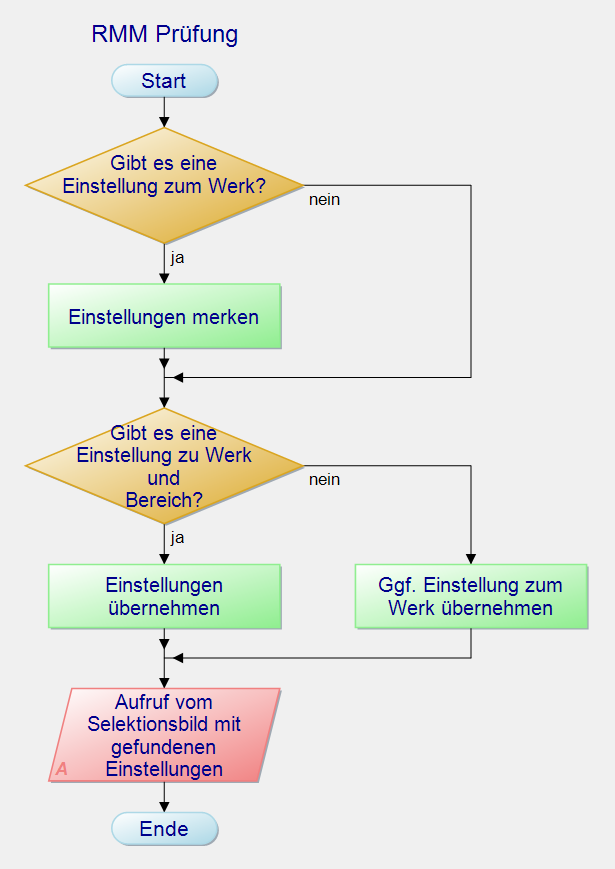 RMM Prüfung
Start
Gibt es eine
Einstellung zum Werk?
nein
ja
Einstellungen merken
Gibt es eine
Einstellung zu Werk
und
Bereich?
nein
ja
Einstellungen
übernehmen
Ggf. Einstellung zum
Werk übernehmen
Aufruf vom
Selektionsbild mit
gefundenen
Einstellungen
A
Ende